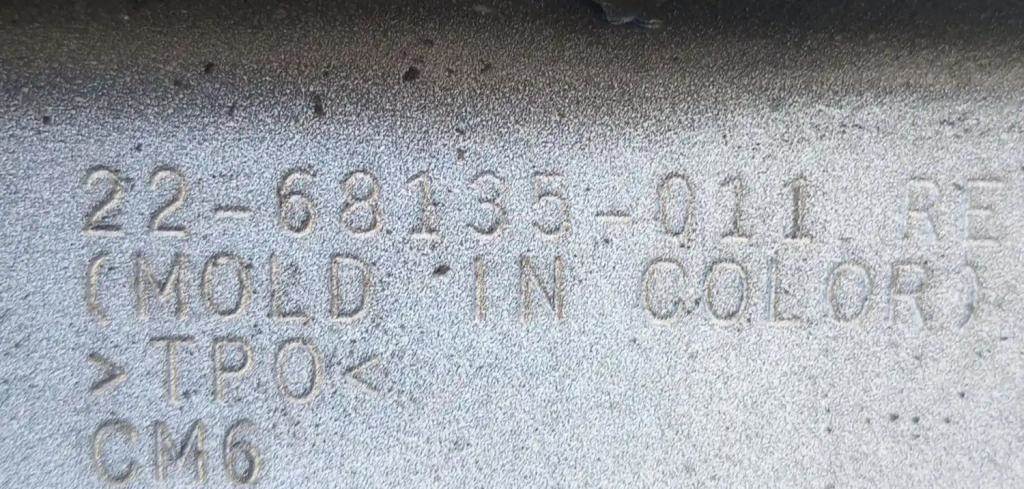 22-68135-011 RE
(MOLD IN COLOR)
>TPO<
CM6